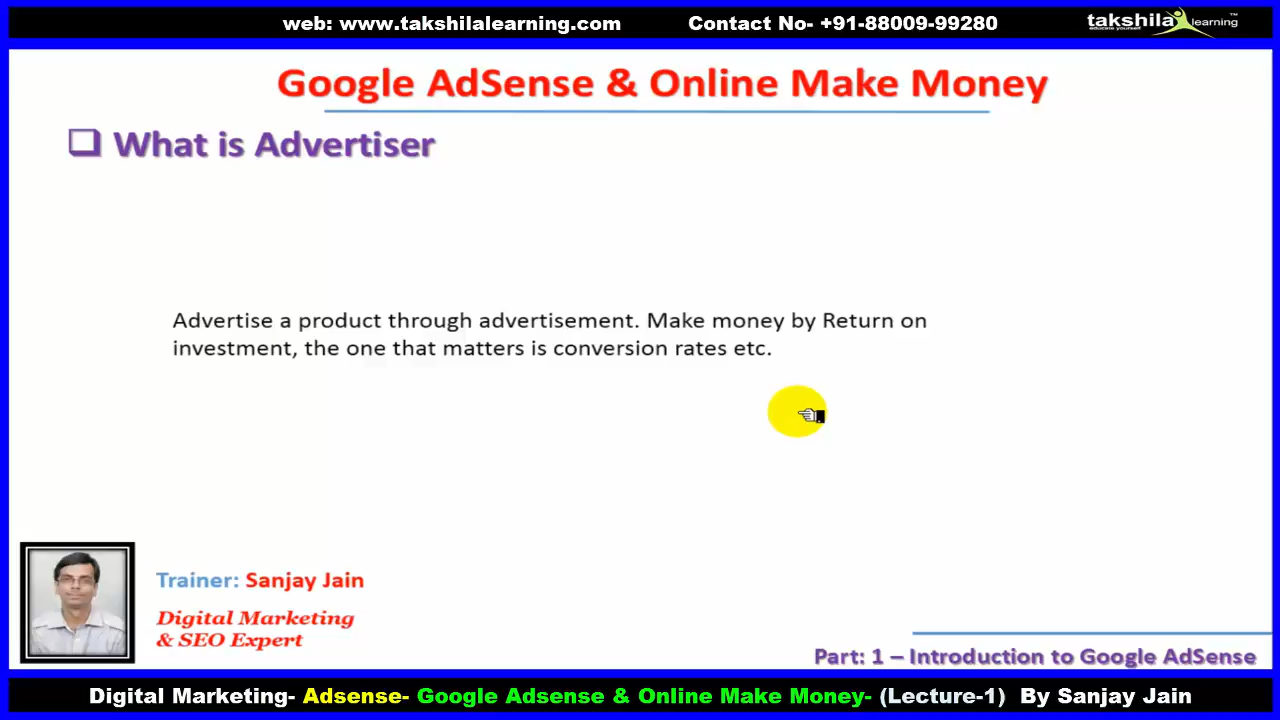 web: www.takshilalearning.com Contact No- +91-88009-99280
takshila learning ™
educate yourself
Google AdSense & Online Make Money
What is Advertiser
Advertise a product through advertisement. Make money by Return on
investment, the one that matters is conversion rates etc.
Trainer: Sanjay Jain
Digital Marketing
& SEO Expert
Part: 1 – Introduction to Google AdSense
Digital Marketing- Adsense- Google Adsense & Online Make Money- (Lecture-1) By Sanjay Jain